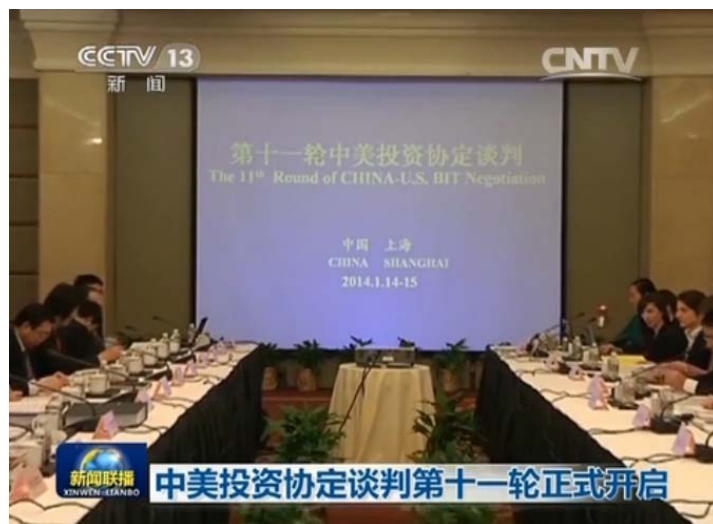 CCTV 13
新闻
CNTV
第十一轮中美投资协定谈判
The 11th Round of CHINA-U.S. BIT Negotiation
中国 上海
CHINA SHANGHAI
2014.1.14-15
新闻联播
XINWEN LIANBO
中美投资协定谈判第十一轮正式开启